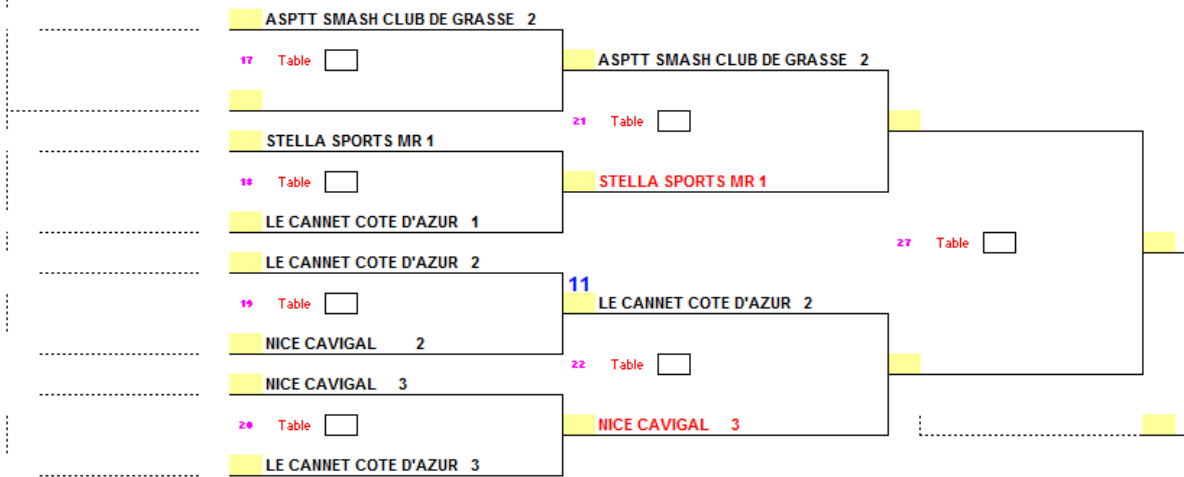 ASPTT SMASH CLUB DE GRASSE 2
17 Table
ASPTT SMASH CLUB DE GRASSE 2
21 Table
STELLA SPORTS MR 1
18 Table
STELLA SPORTS MR 1
LE CANNET COTE D'AZUR 1
27 Table
LE CANNET COTE D'AZUR 2
11
19 Table
LE CANNET COTE D'AZUR 2
NICE CAVIGAL 2
22 Table
NICE CAVIGAL 3
20 Table
NICE CAVIGAL 3
LE CANNET COTE D'AZUR 3